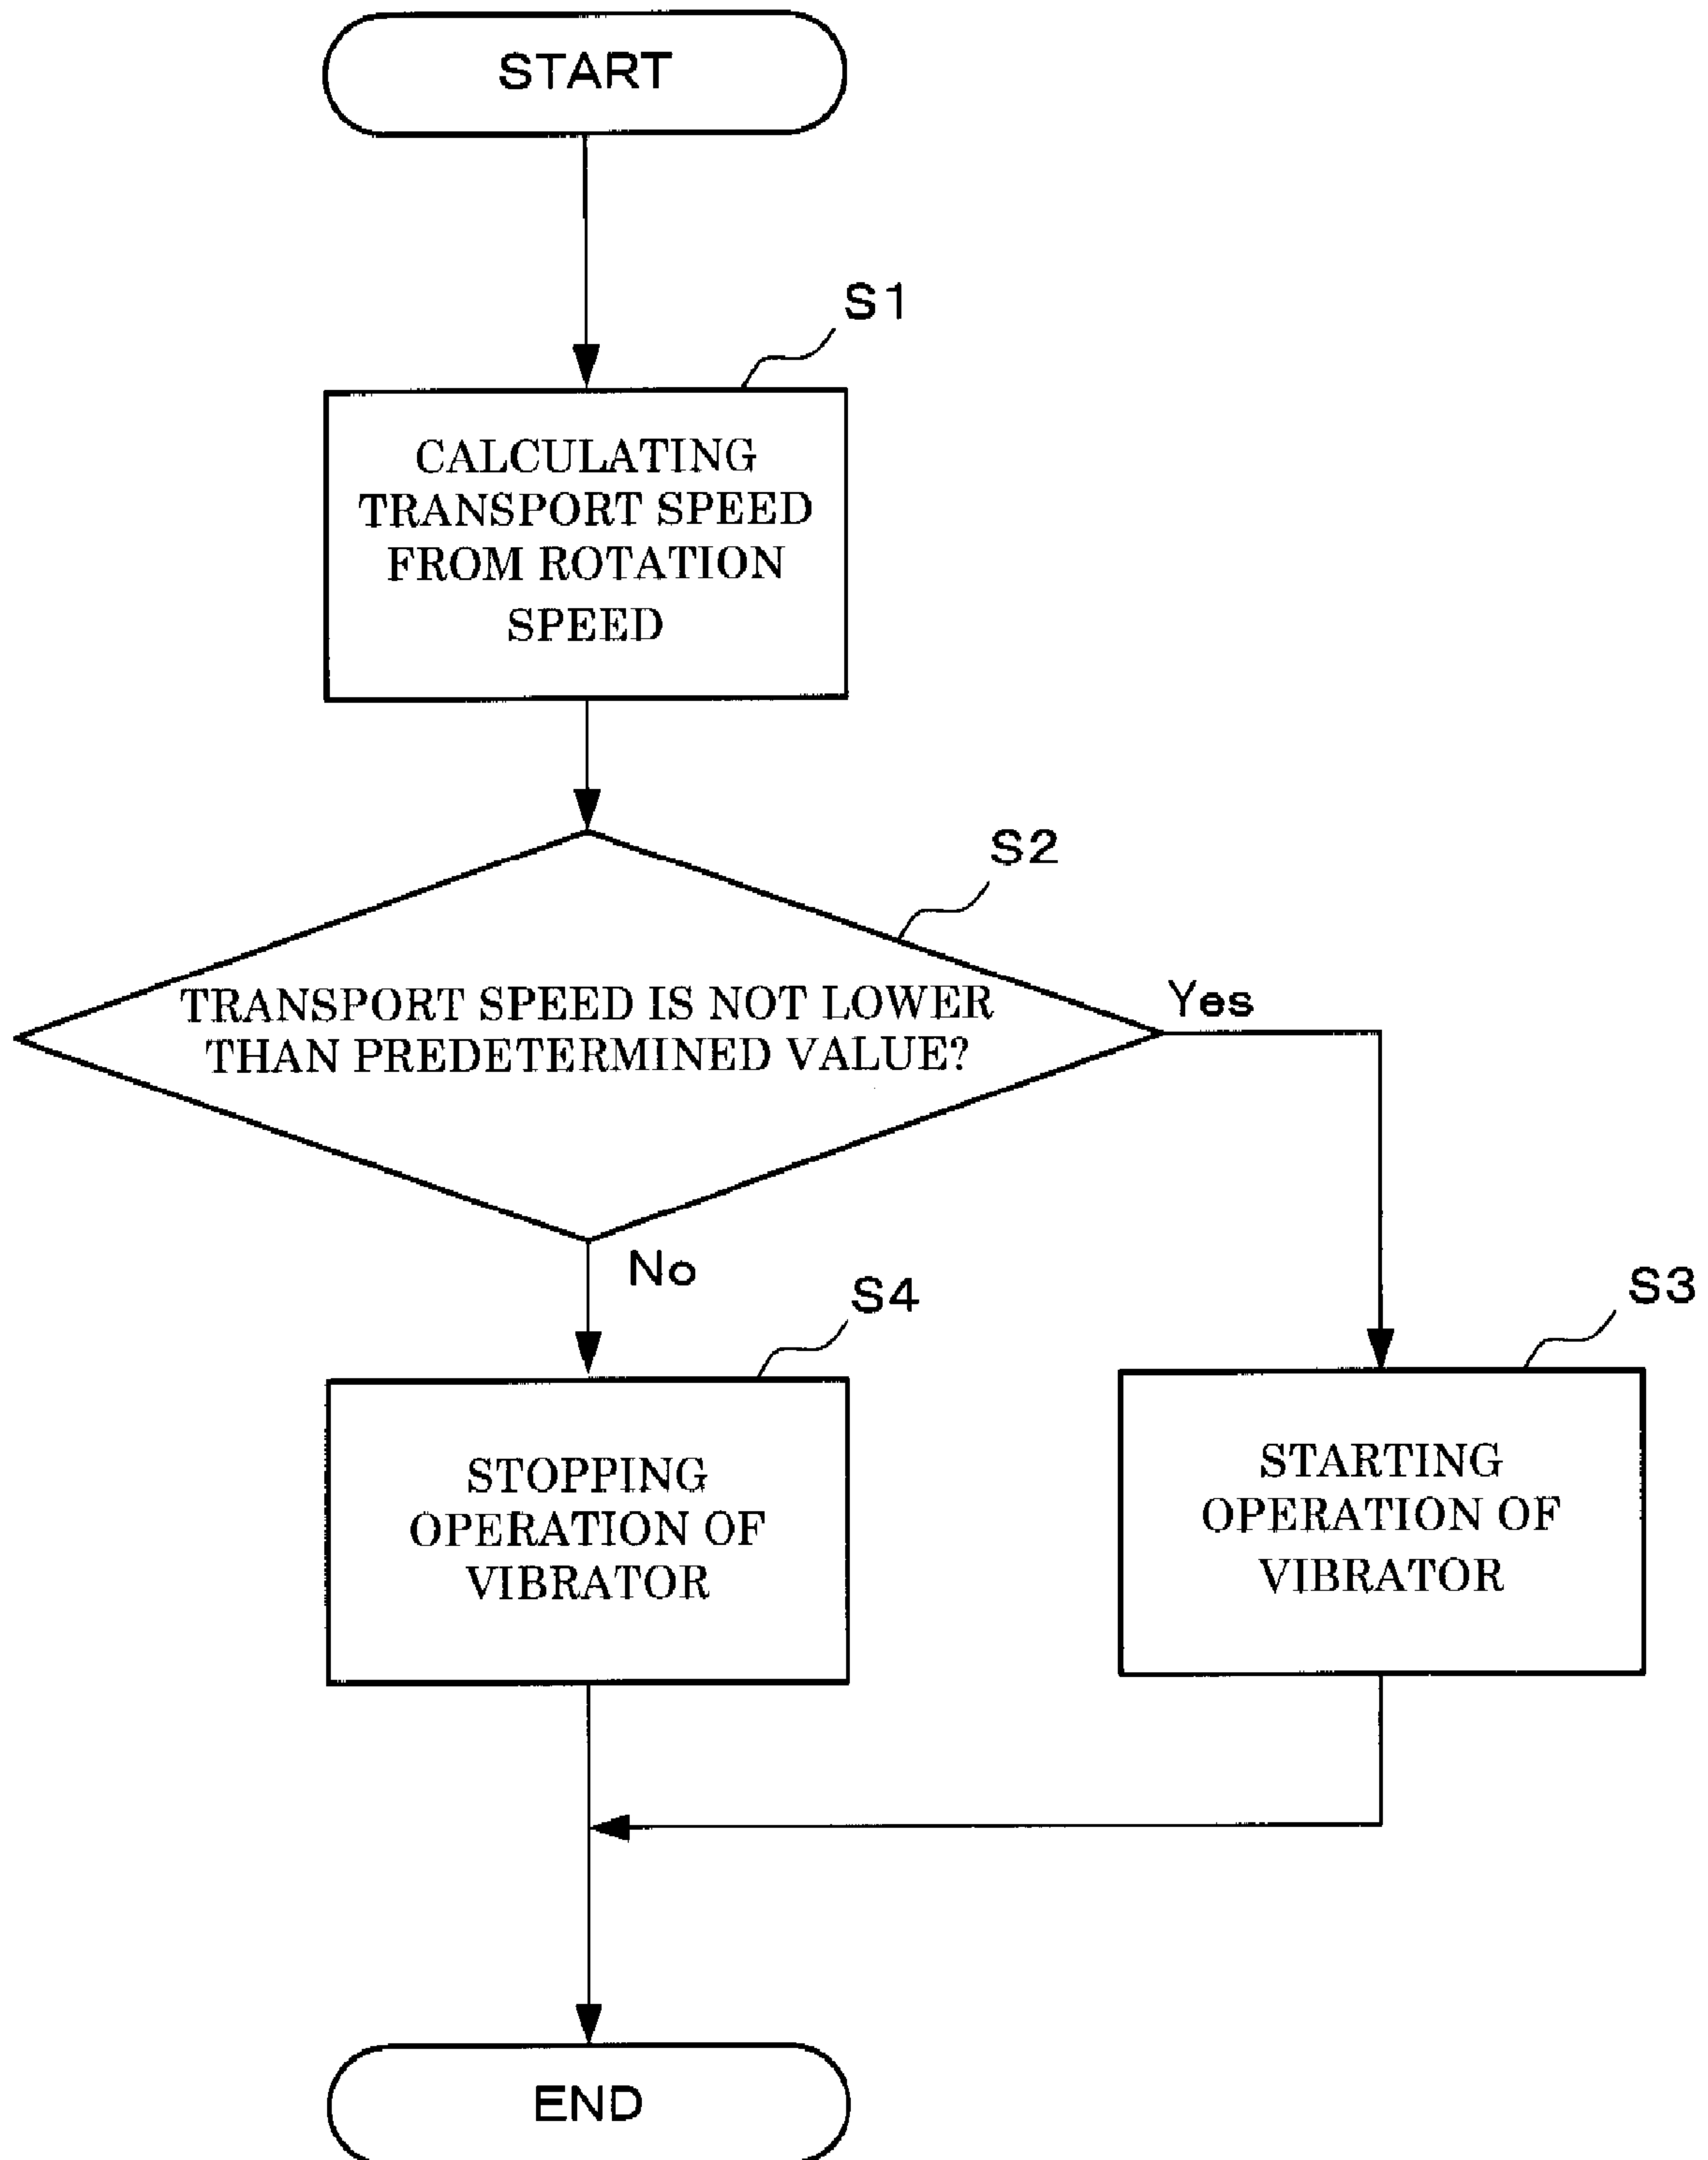 START
S1
CALCULATING
TRANSPORT SPEED
FROM ROTATION
SPEED
S2
TRANSPORT SPEED IS NOT LOWER
THAN PREDETERMINED VALUE?
Yes
No
S4
S3
STOPPING
OPERATION OF
VIBRATOR
STARTING
OPERATION OF
VIBRATOR
END